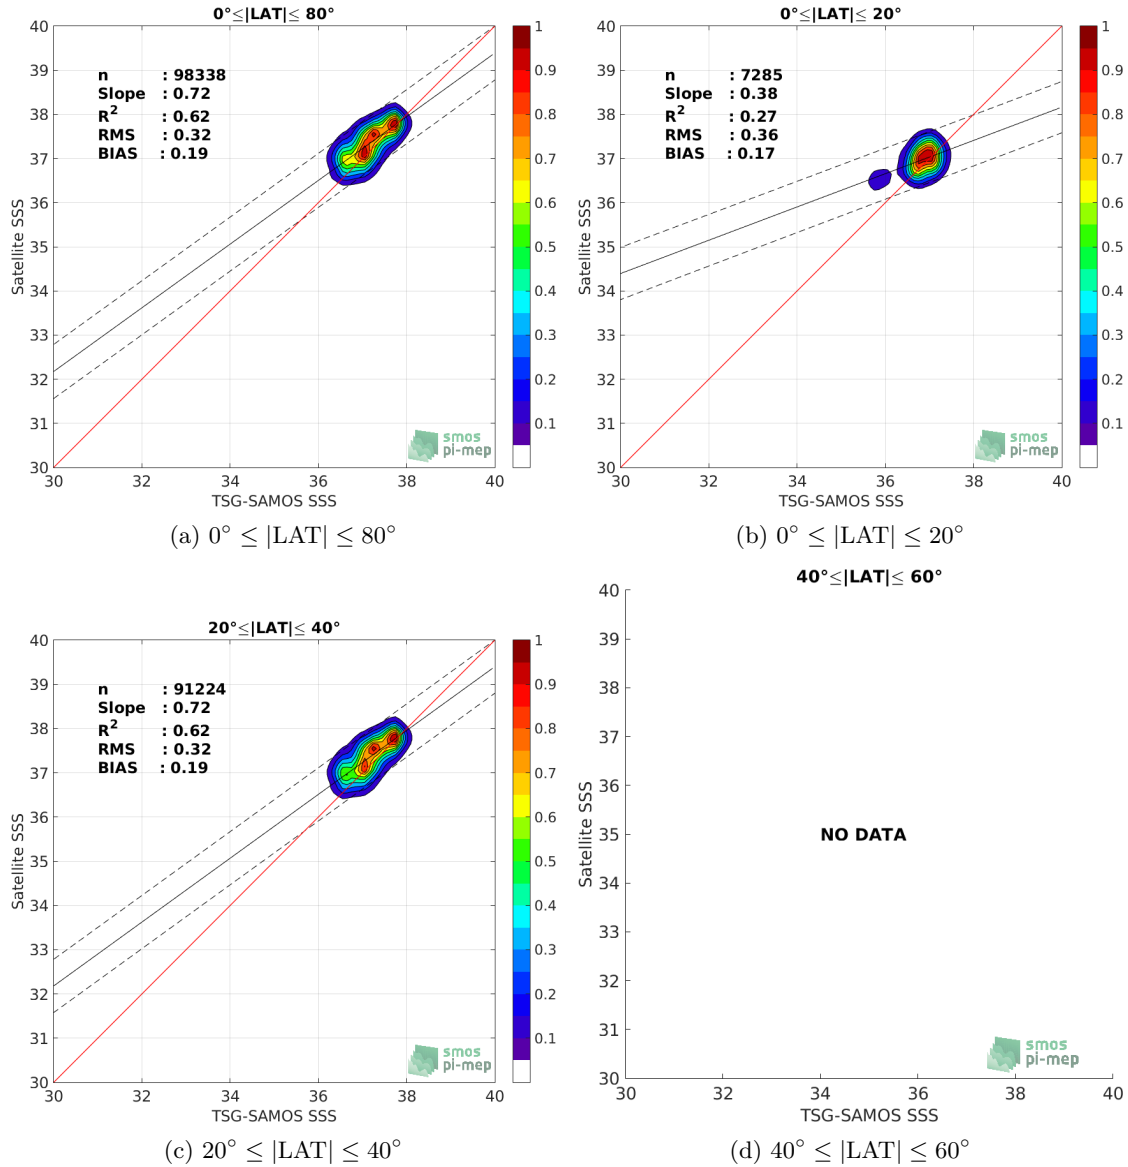 0°≤|LAT|≤ 80°
40
39
38
37
36
35
34
33
32
31
30
Satellite SSS
n : 98338
Slope : 0.72
R2 : 0.62
RMS : 0.32
BIAS : 0.19
smos
pi-mep
30 32 34 36 38 40
TSG-SAMOS SSS
1
0.9
0.8
0.7
0.6
0.5
0.4
0.3
0.2
0.1
(a) 0° ≤ |LAT| ≤ 80°
0°≤|LAT|≤ 20°
40
39
38
37
36
35
34
33
32
31
30
Satellite SSS
n : 7285
Slope : 0.38
R2 : 0.27
RMS : 0.36
BIAS : 0.17
smos
pi-mep
30 32 34 36 38 40
TSG-SAMOS SSS
1
0.9
0.8
0.7
0.6
0.5
0.4
0.3
0.2
0.1
(b) 0° ≤ |LAT| ≤ 20°
20°≤|LAT|≤ 40°
40
39
38
37
36
35
34
33
32
31
30
Satellite SSS
n : 91224
Slope : 0.72
R2 : 0.62
RMS : 0.32
BIAS : 0.19
smos
pi-mep
30 32 34 36 38 40
TSG-SAMOS SSS
1
0.9
0.8
0.7
0.6
0.5
0.4
0.3
0.2
0.1
(c) 20° ≤ |LAT| ≤ 40°
40°≤|LAT|≤ 60°
40
39
38
37
36
35
34
33
32
31
30
Satellite SSS
NO DATA
smos
pi-mep
30 32 34 36 38 40
TSG-SAMOS SSS
(d) 40° ≤ |LAT| ≤ 60°